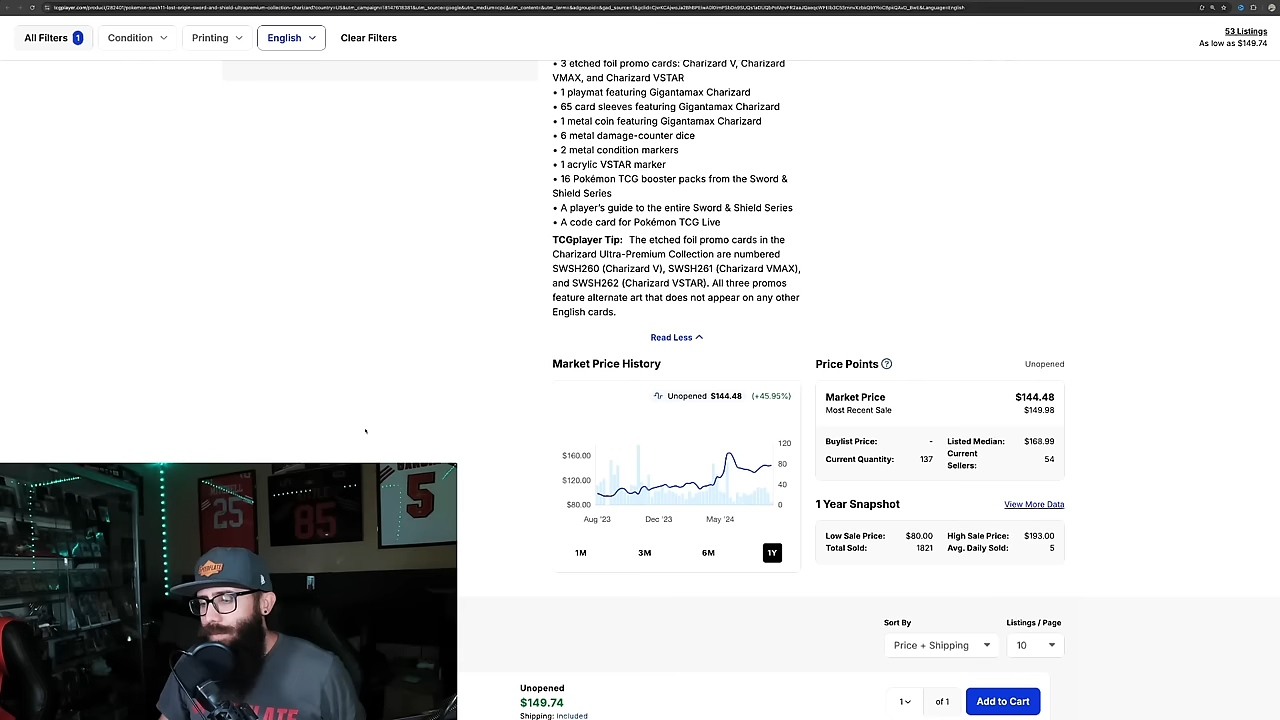 All Filters 1
Condition
Printing
English
Clear Filters
53 Listings
As low as $149.74
• 3 etched foil promo cards: Charizard V, Charizard
VMAX, and Charizard VSTAR
• 1 playmat featuring Gigantamax Charizard
• 65 card sleeves featuring Gigantamax Charizard
• 1 metal coin featuring Gigantamax Charizard
• 6 metal damage-counter dice
• 2 metal condition markers
• 1 acrylic VSTAR marker
• 16 Pokémon TCG booster packs from the Sword &
Shield Series
• A player's guide to the entire Sword & Shield Series
• A code card for Pokémon TCG Live
TCGplayer Tip: The etched foil promo cards in the
Charizard Ultra-Premium Collection are numbered
SWSH260 (Charizard V), SWSH261 (Charizard VMAX),
and SWSH262 (Charizard VSTAR). All three promos
feature alternate art that does not appear on any other
English cards.
Read Less
Market Price History
Unopened $144.48 (+45.95%)
$160.00
$120.00
$80.00
120
80
40
0
Aug '23
Dec '23
May '24
1M
3M
6M
1Y
Price Points ?
Unopened
Market Price $144.48
Most Recent Sale $149.98
Buylist Price: -
Listed Median: $168.99
Current Quantity: 137
Current
Sellers: 54
1 Year Snapshot
View More Data
Low Sale Price: $80.00
High Sale Price: $193.00
Total Sold: 1821
Avg. Daily Sold: 5
Sort By
Price + Shipping
Listings / Page
10
Unopened
$149.74
Shipping: Included
1
of 1
Add to Cart
25
85
5